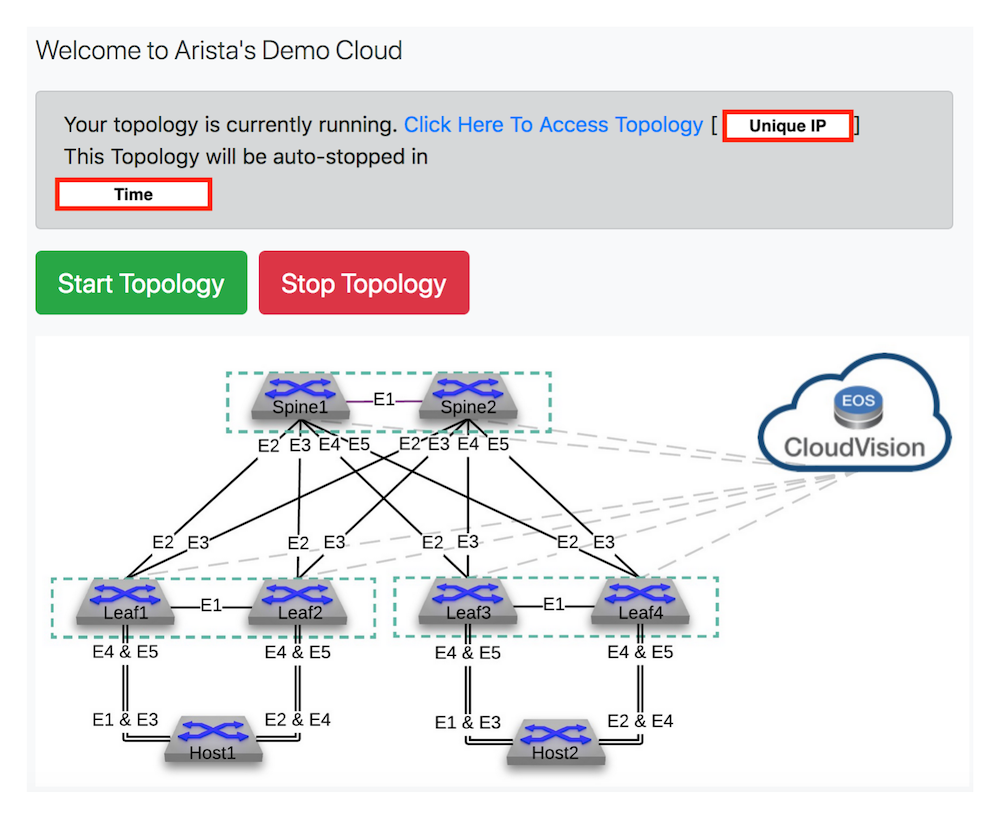 Welcome to Arista's Demo Cloud
Your topology is currently running. Click Here To Access Topology [ Unique IP ]
This Topology will be auto-stopped in
Time
Start Topology Stop Topology
Spine1 E1 Spine2
EOS
CloudVision
E2 E3 E4 E5 E2 E3 E4 E5
E2 E3 E2 E3 E2 E3 E2 E3
Leaf1 E1 Leaf2 Leaf3 E1 Leaf4
E4 & E5 E4 & E5 E4 & E5 E4 & E5
E1 & E3 E2 & E4 E1 & E3 E2 & E4
Host1 Host2